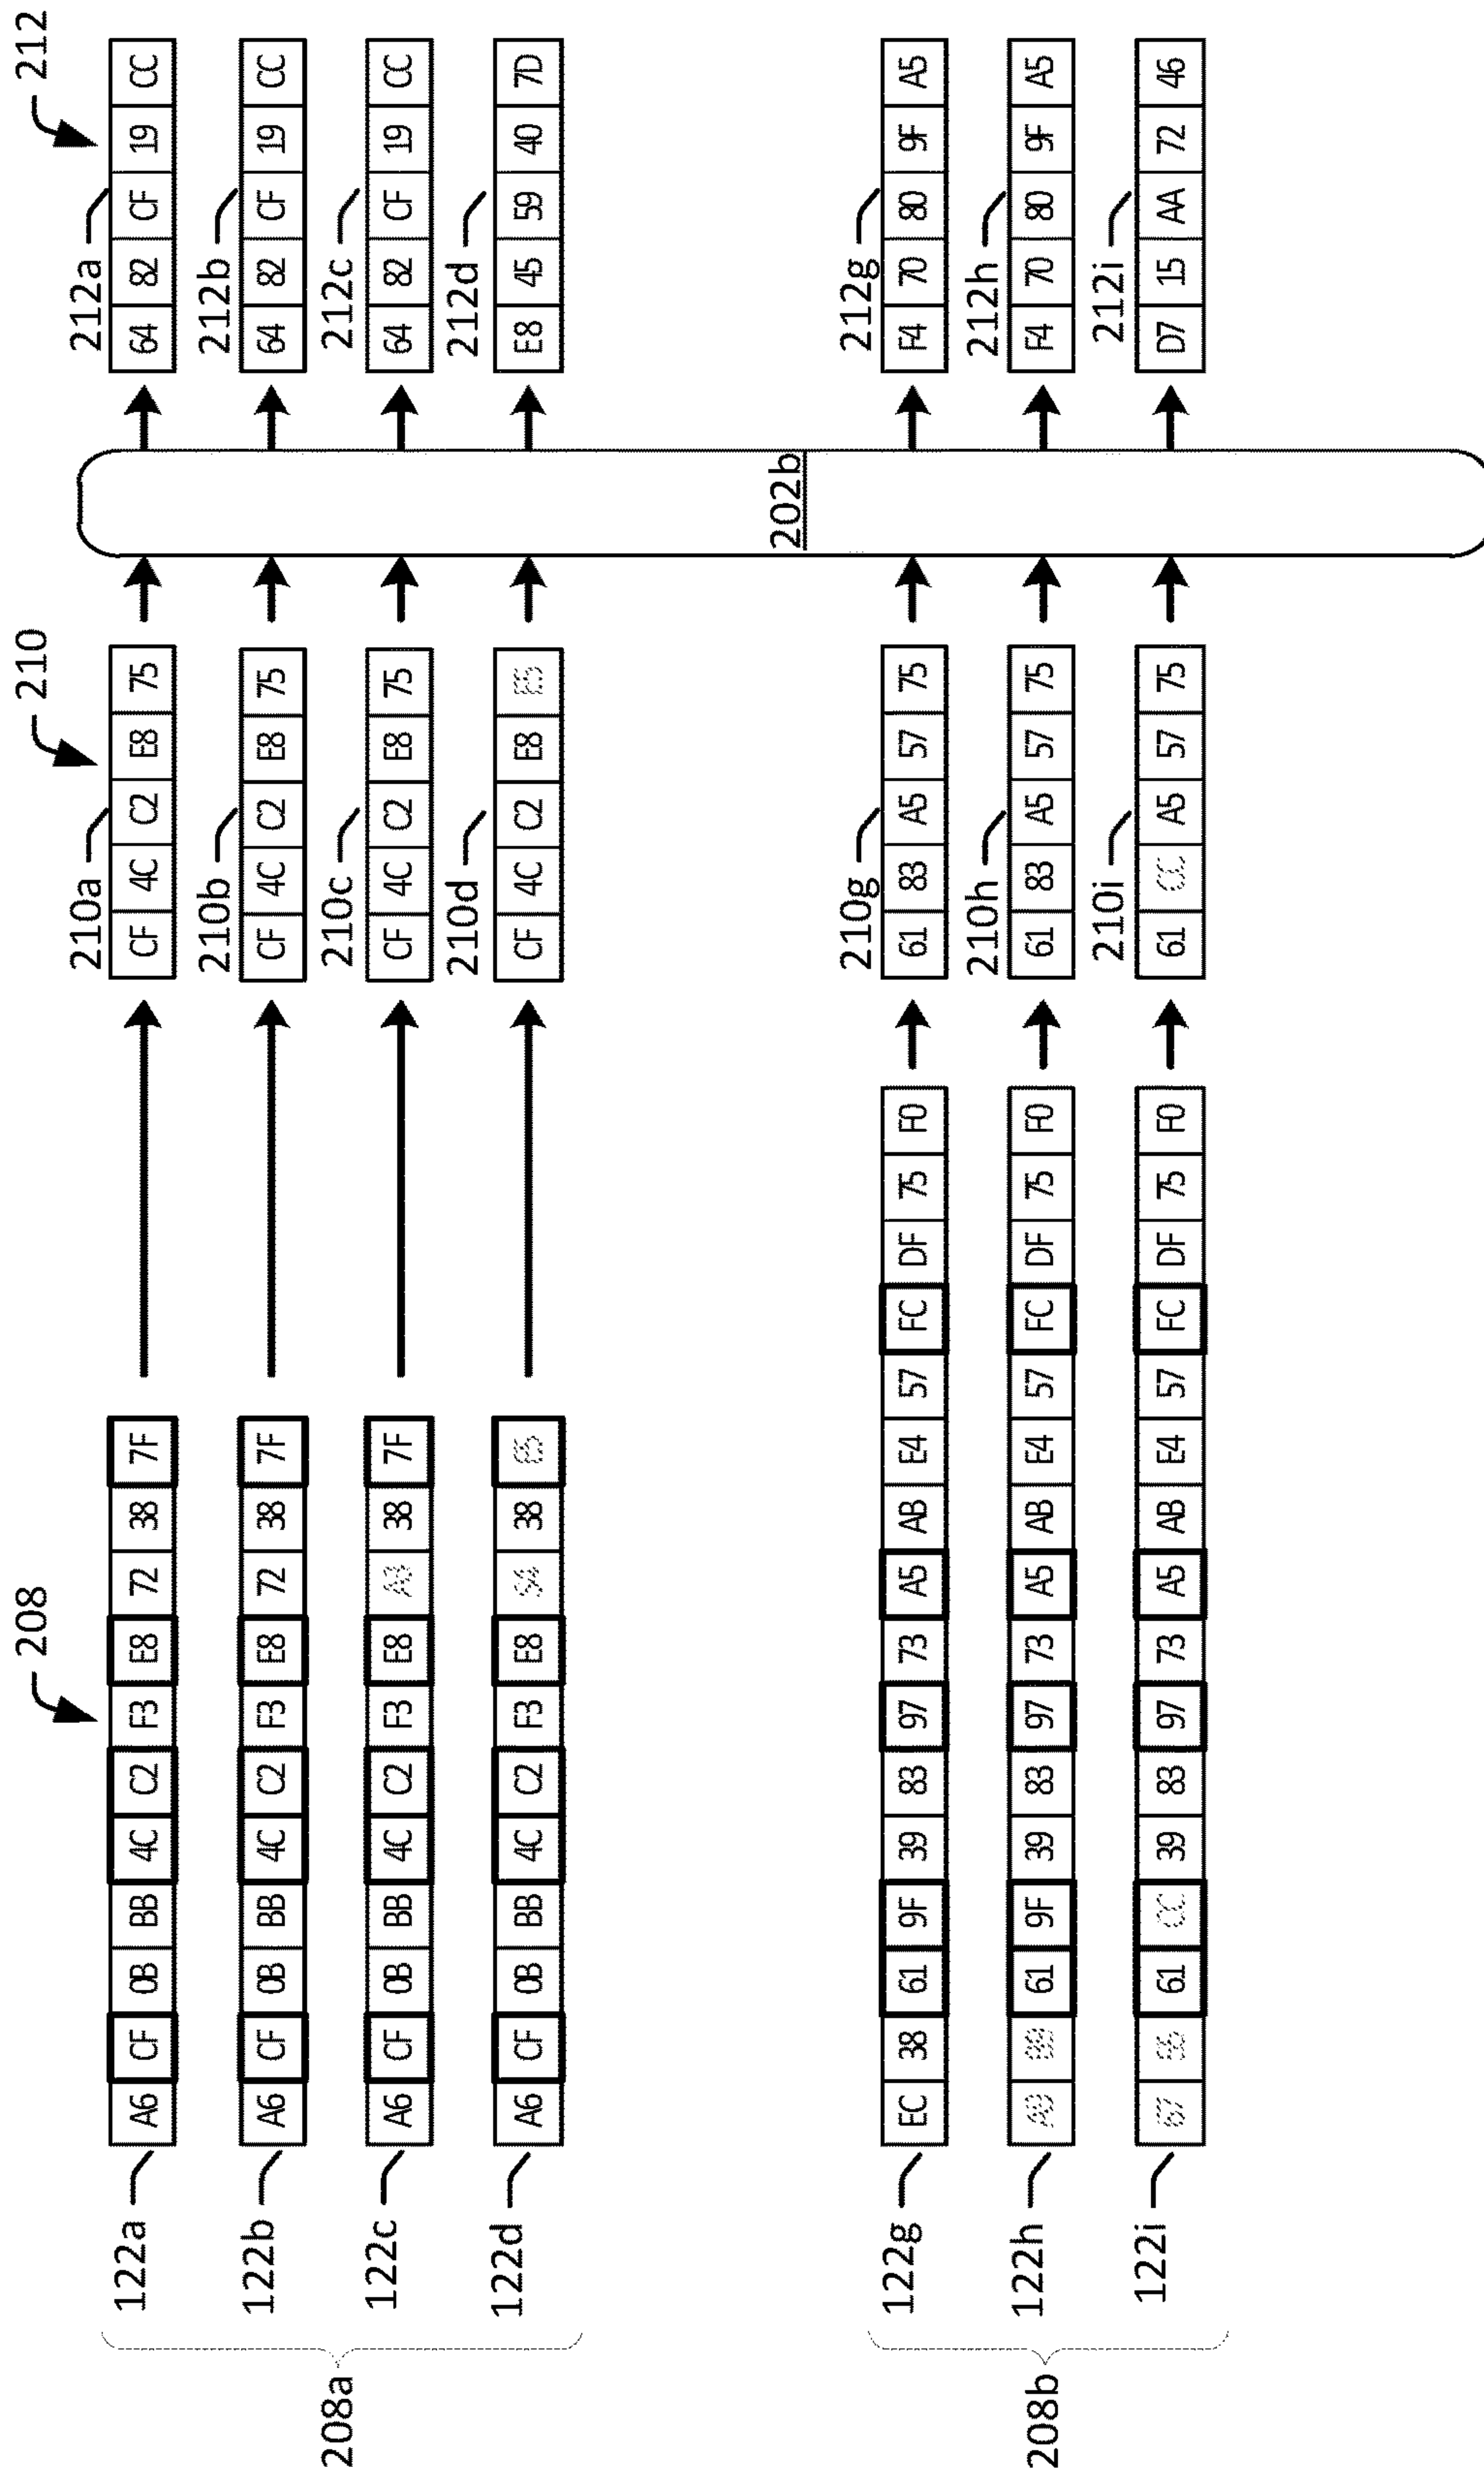 208
210
212
208a
122a
A6 CF 0B BB 4C C2 F3 E8 72 38 7F
210a
CF 4C C2 E8 75
212a
64 82 CF 19 CC
122b
A6 CF 0B BB 4C C2 F3 E8 72 38 7F
210b
CF 4C C2 E8 75
212b
64 82 CF 19 CC
122c
A6 CF 0B BB 4C C2 F3 E8 A3 38 7F
210c
CF 4C C2 E8 75
212c
64 82 CF 19 CC
122d
A6 CF 0B BB 4C C2 F3 E8 38
210d
CF 4C C2 E8
212d
E8 45 59 40 7D
202b
208b
122g
EC 38 61 9F 39 83 97 73 A5 AB E4 57 FC DF 75 F0
210g
61 83 A5 57 75
212g
F4 70 80 9F A5
122h
61 9F 39 83 97 73 A5 AB E4 57 FC DF 75 F0
210h
61 83 A5 57 75
212h
F4 70 80 9F A5
122i
61 CC 39 83 97 73 A5 AB E4 57 FC DF 75 F0
210i
61 CC A5 57 75
212i
D7 15 AA 72 46